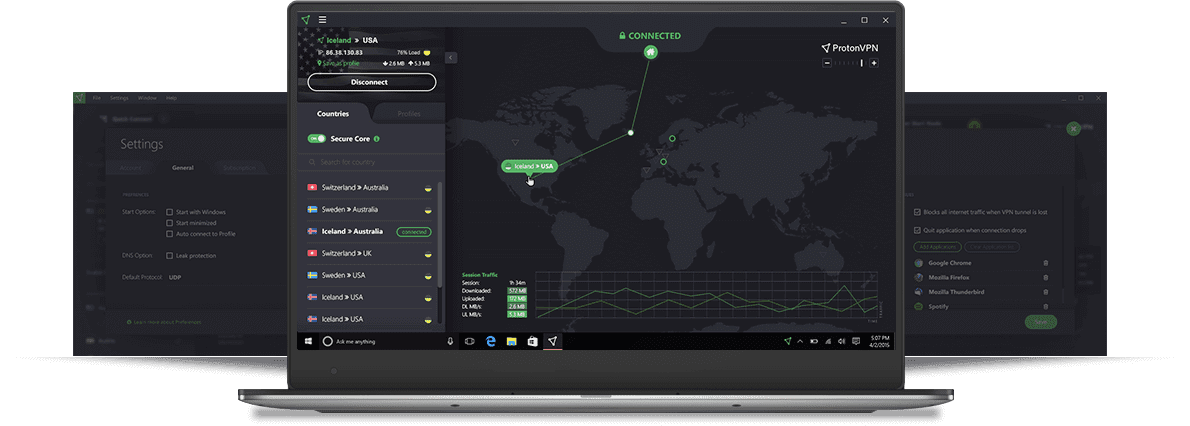 Iceland » USA
IP: 86.38.130.83 76% Load
Save as profile 2.6 MB 5.3 MB
Disconnect
Countries Profiles
ON Secure Core
Search for country
Switzerland » Australia
Sweden » Australia
Iceland » Australia connected
Switzerland » UK
Sweden » USA
Iceland » USA
Iceland » USA
CONNECTED
ProtonVPN
Iceland » USA
Session Traffic
Session: 1h 34m
Downloaded: 572 MB
Uploaded: 172 MB
DL MB/s: 2.6 MB
UL MB/s: 5.3 MB
Ask me anything
5:07 PM
4/2/2015
File Settings Window Help
Quick Connect
Settings
Account General
Start Options: Start with Windows
Start minimized
Auto connect to Profile
DNS Option Leak protection
Default Protocol UDP
Learn more about Preferences
Blocks all internet traffic when VPN tunnel is lost
Quit application when connection drops
Add Applications
Google Chrome
Mozilla Firefox
Mozilla Thunderbird
Spotify
Save